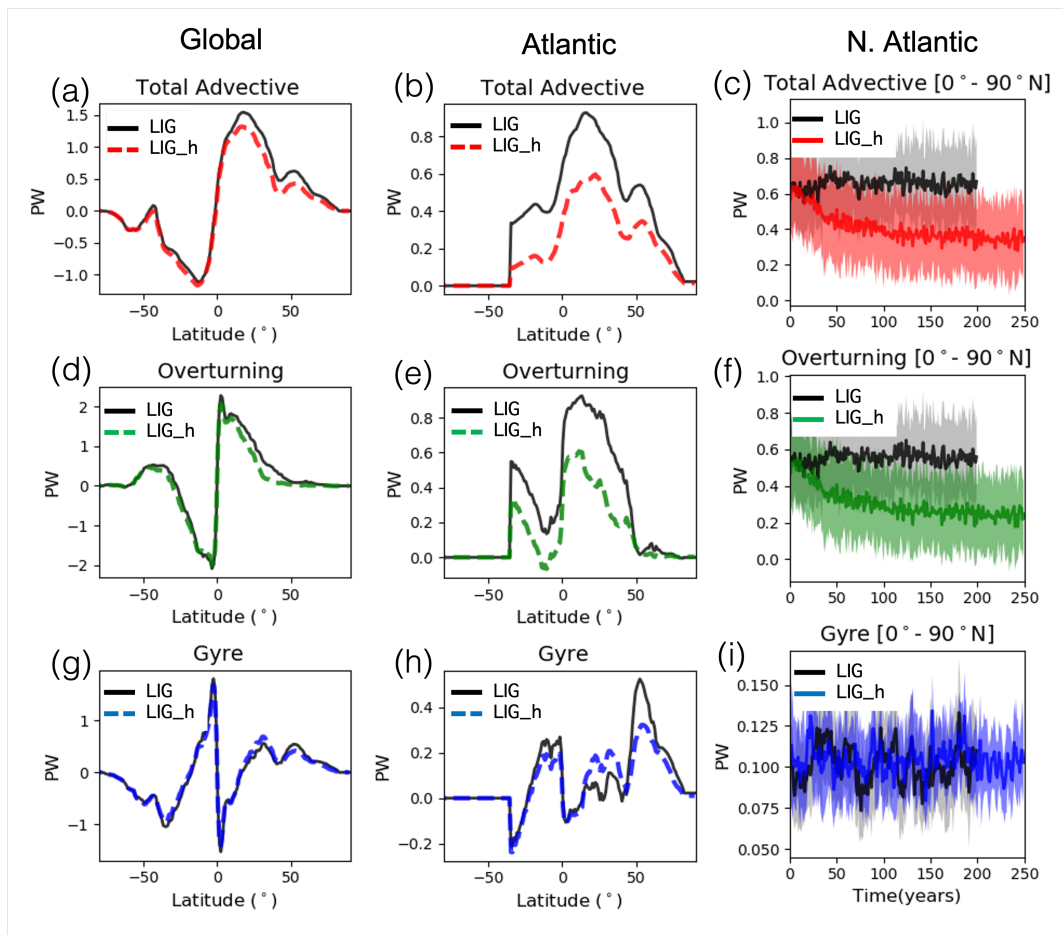 Global
Atlantic
N. Atlantic
(a)
Total Advective
LIG
LIG_h
1.5
1.0
0.5
0.0
−0.5
−1.0
PW
−50
0
50
Latitude (°)
(b)
Total Advective
LIG
LIG_h
0.8
0.6
0.4
0.2
0.0
PW
−50
0
50
Latitude (°)
(c)
Total Advective [0°- 90°N]
LIG
LIG_h
1.0
0.8
0.6
0.4
0.2
0.0
PW
0
50
100
150
200
250
(d)
Overturning
LIG
LIG_h
2
1
0
−1
−2
PW
−50
0
50
Latitude (°)
(e)
Overturning
LIG
LIG_h
0.8
0.6
0.4
0.2
0.0
PW
−50
0
50
Latitude (°)
(f)
Overturning [0°- 90°N]
LIG
LIG_h
1.0
0.8
0.6
0.4
0.2
0.0
PW
0
50
100
150
200
250
(g)
Gyre
LIG
LIG_h
1
0
−1
PW
−50
0
50
Latitude (°)
(h)
Gyre
LIG
LIG_h
0.4
0.2
0.0
−0.2
PW
−50
0
50
Latitude (°)
(i)
Gyre [0°- 90°N]
LIG
LIG_h
0.150
0.125
0.100
0.075
0.050
PW
0
50
100
150
200
250
Time(years)